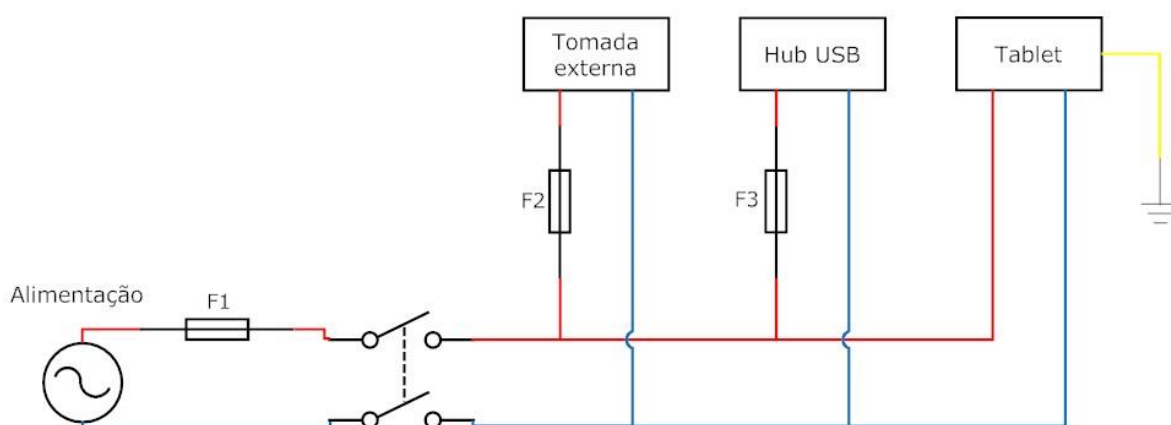 Tomada
externa
Hub USB
Tablet
F2
F3
Alimentação
F1